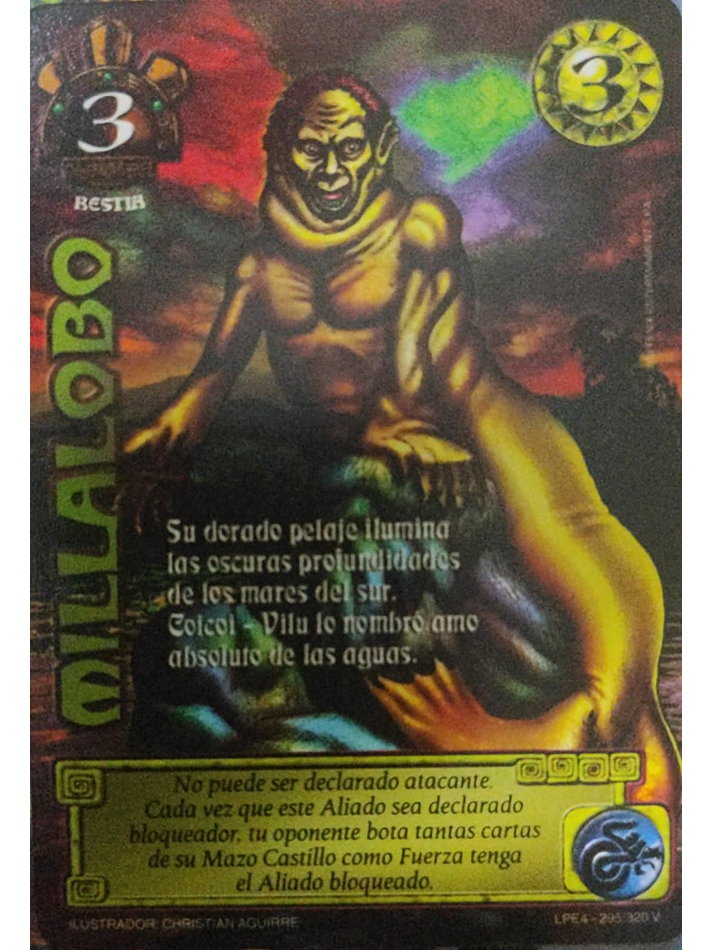 3
3
BESTIA
MILLALOBO
Su dorado pelaje ilumina
las oscuras profundidades
de los mares del sur.
Coicoi - Vilu lo nombró amo
absoluto de las aguas.
No puede ser declarado atacante.
Cada vez que este Aliado sea declarado
bloqueador, tu oponente bota tantas cartas
de su Mazo Castillo como Fuerza tenga
el Aliado bloqueado.
ILUSTRADOR: CHRISTIAN AGUIRRE
LPE4 - 295/320 V